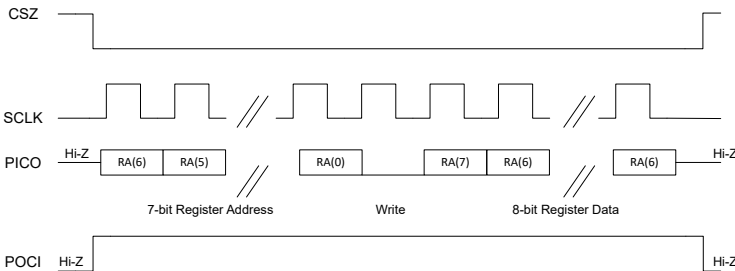 CSZ
SCLK
PICO Hi-Z RA(6) RA(5) RA(0) RA(7) RA(6) RA(6) Hi-Z
7-bit Register Address Write 8-bit Register Data
POCI Hi-Z Hi-Z